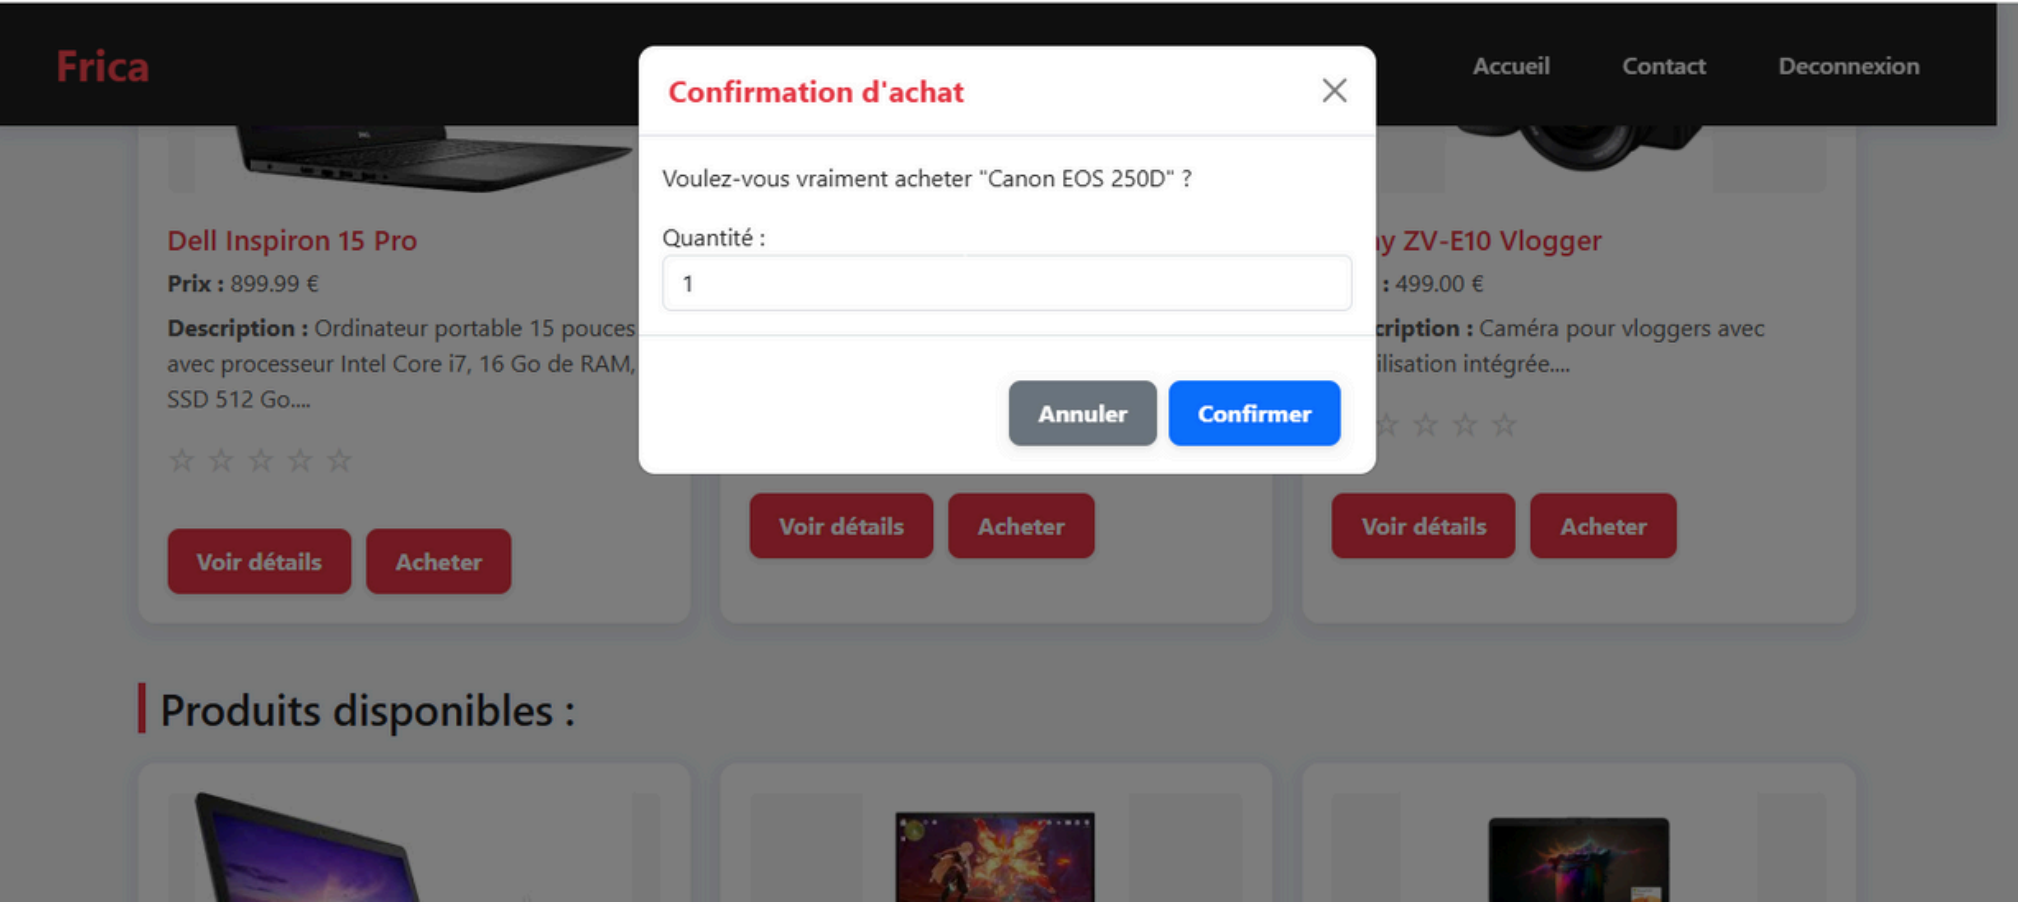 Frica
Accueil
Contact
Deconnexion
Confirmation d'achat
Voulez-vous vraiment acheter "Canon EOS 250D" ?
Quantité :
1
Annuler
Confirmer
Dell Inspiron 15 Pro
Prix : 899.99 €
Description : Ordinateur portable 15 pouces
avec processeur Intel Core i7, 16 Go de RAM,
SSD 512 Go....
Voir détails
Acheter
Voir détails
Acheter
ZV-E10 Vlogger
: 499.00 €
cription : Caméra pour vloggers avec
ilisation intégrée....
Voir détails
Acheter
Produits disponibles :